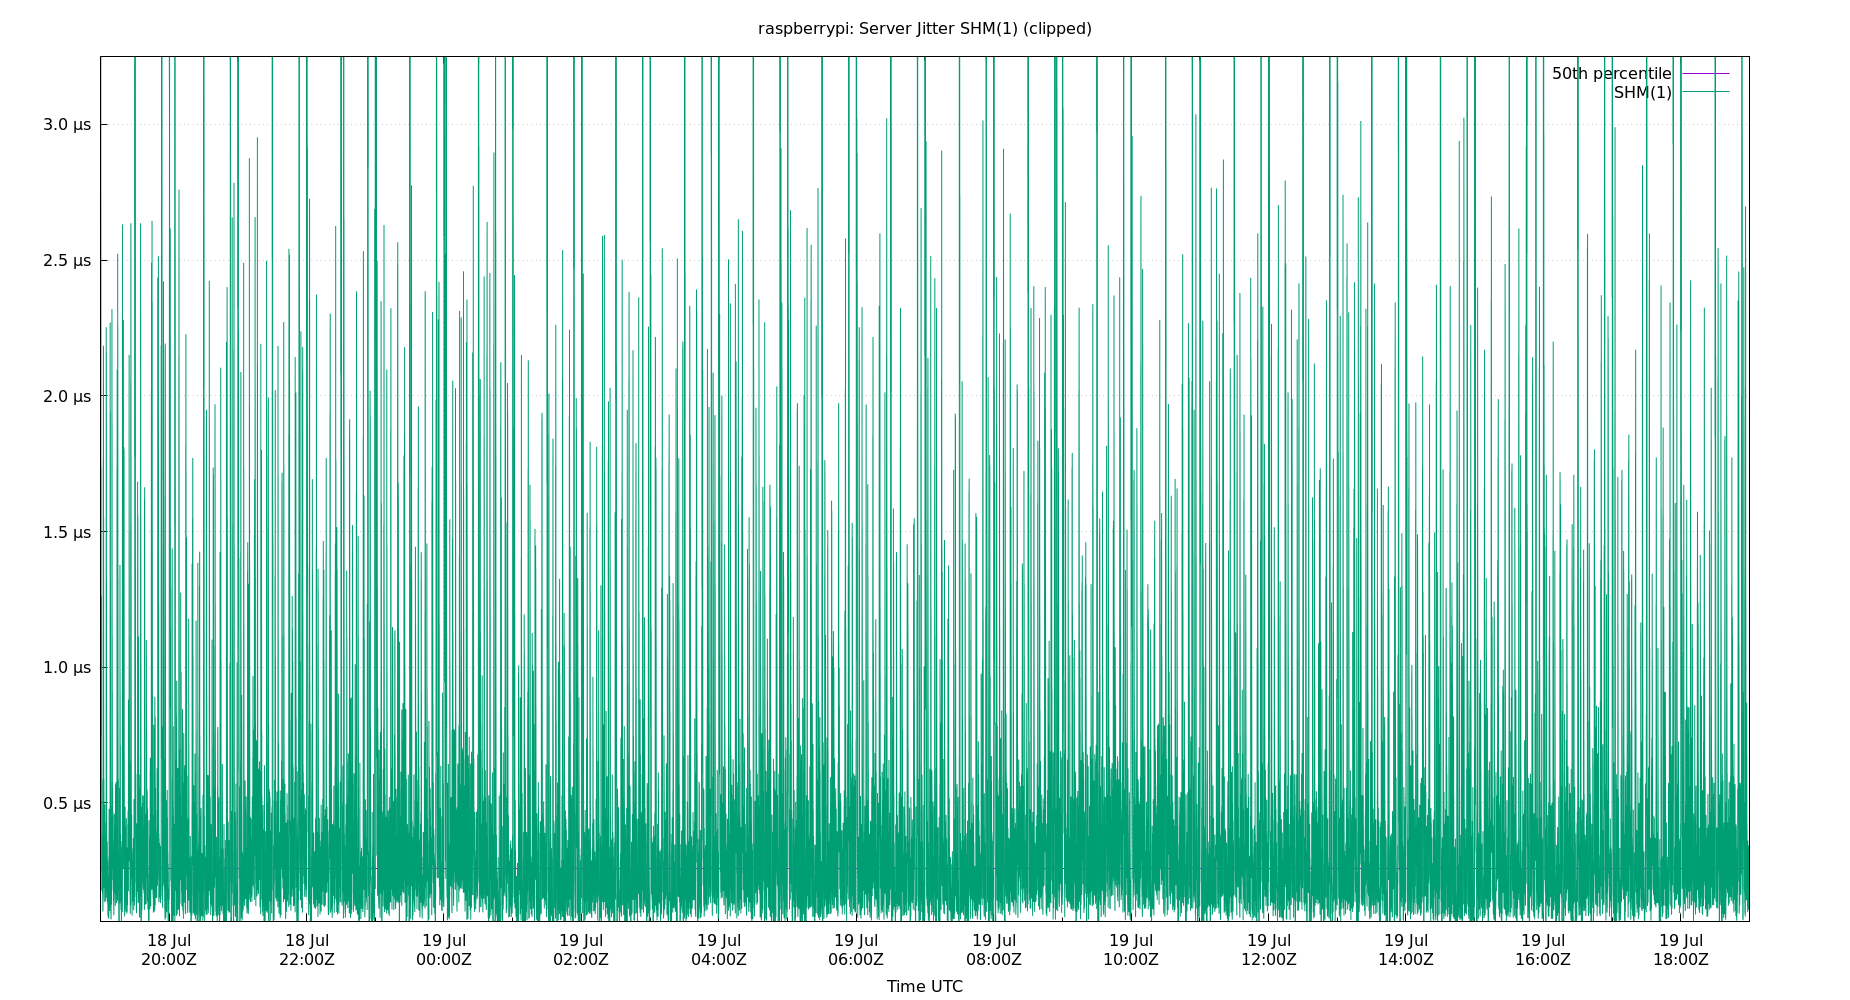 raspberrypi: Server Jitter SHM(1) (clipped)
50th percentile
SHM(1)
3.0 µs
2.5 µs
2.0 µs
1.5 µs
1.0 µs
0.5 µs
18 Jul 18 Jul 19 Jul 19 Jul 19 Jul 19 Jul 19 Jul 19 Jul 19 Jul 19 Jul 19 Jul 19 Jul
20:00Z 22:00Z 00:00Z 02:00Z 04:00Z 06:00Z 08:00Z 10:00Z 12:00Z 14:00Z 16:00Z 18:00Z
Time UTC